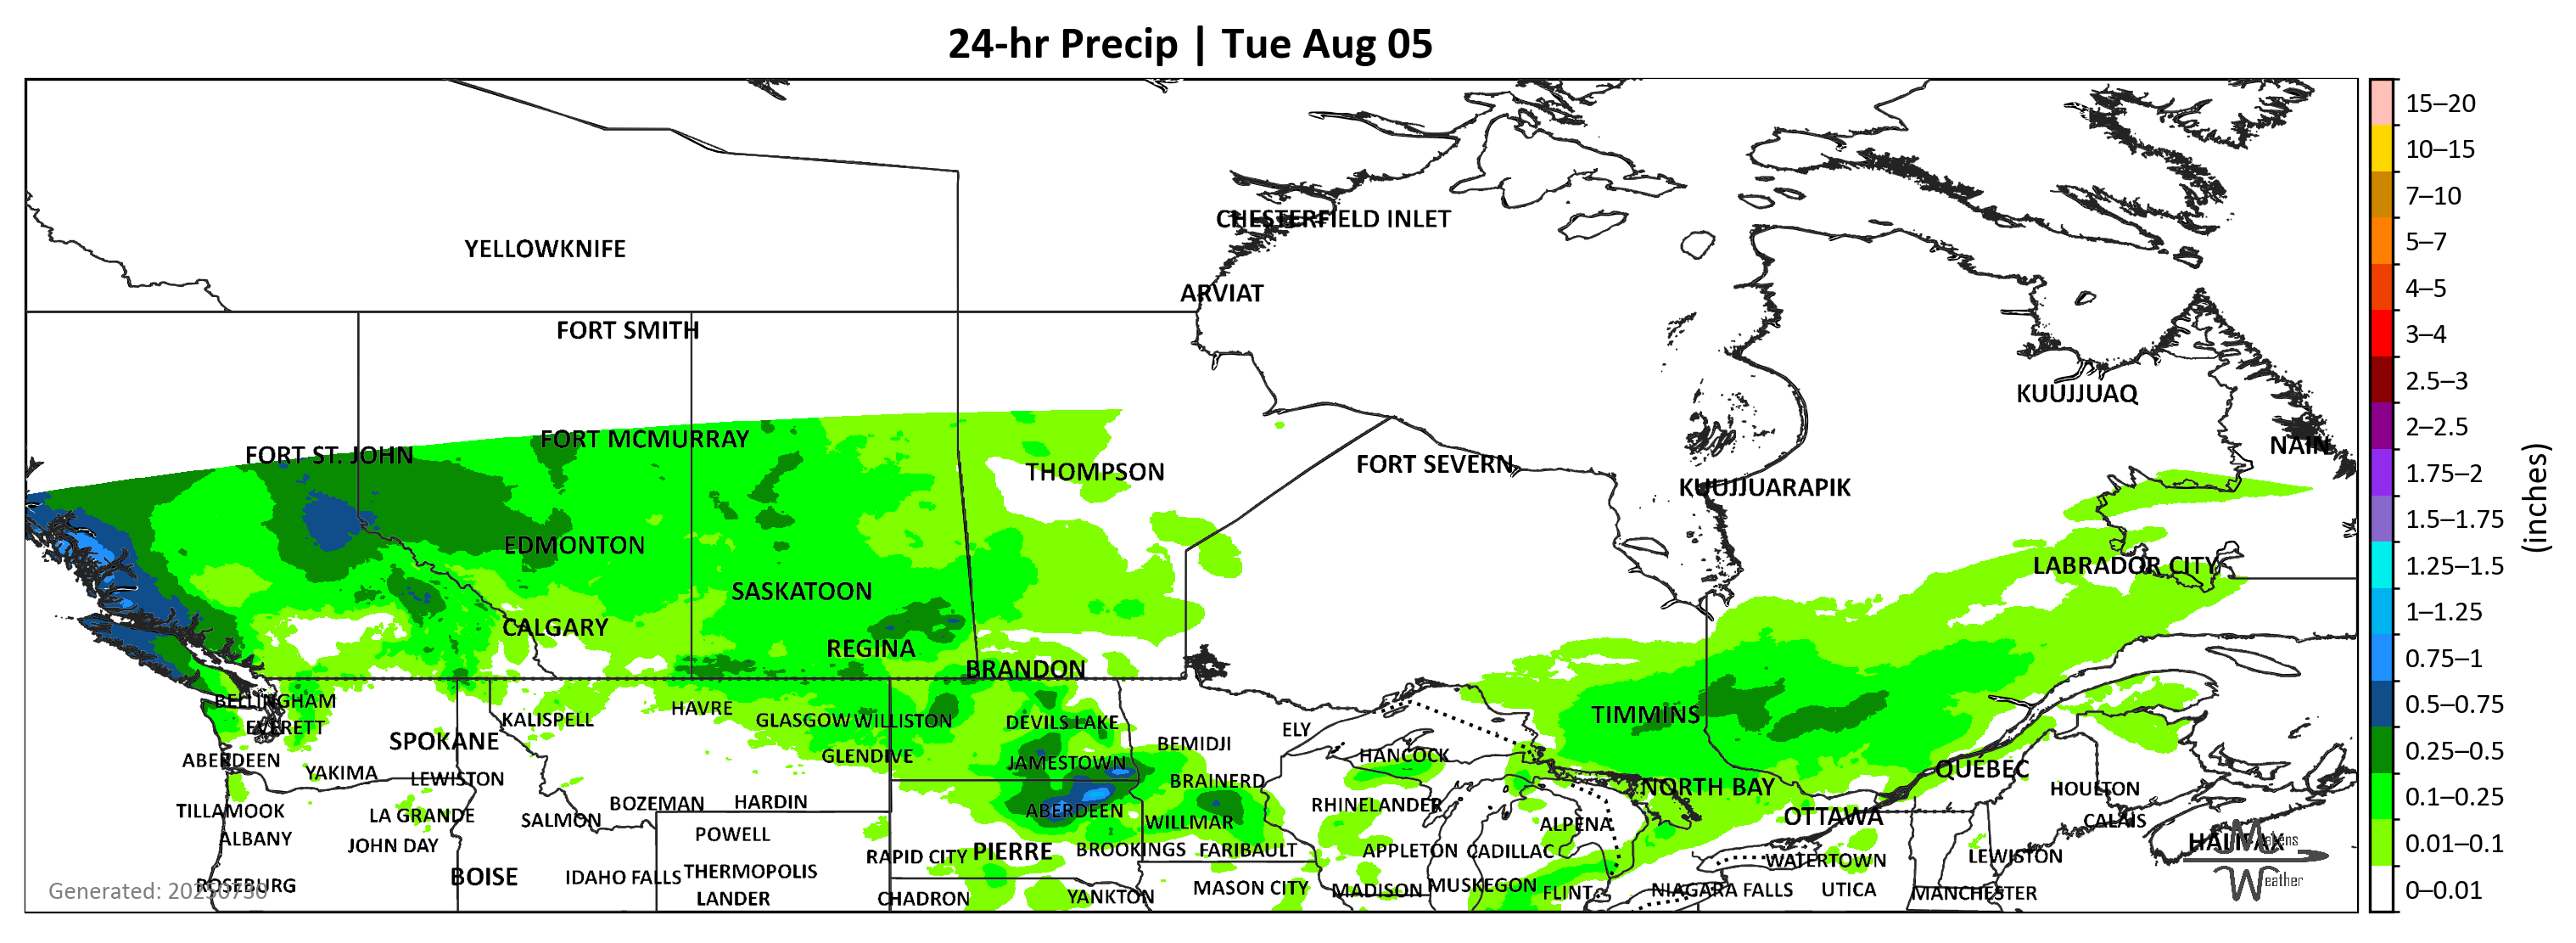 24-hr Precip | Tue Aug 05
15–20
10–15
7–10
5–7
4–5
3–4
2.5–3
2–2.5
1.75–2
1.5–1.75
1.25–1.5
1–1.25
0.75–1
0.5–0.75
0.25–0.5
0.1–0.25
0.01–0.1
0–0.01
(inches)
CHESTERFIELD INLET
YELLOWKNIFE
ARVIAT
FORT SMITH
KUUJJUAQ
FORT MCMURRAY
NAIN
FORT ST. JOHN
FORT SEVERN
THOMPSON
KUUJJUARAPIK
EDMONTON
LABRADOR CITY
SASKATOON
CALGARY
REGINA
BRANDON
BELLINGHAM
HAVRE
TIMMINS
KALISPELL
GLASGOW
WILLISTON
DEVILS LAKE
EVERETT
ELY
SPOKANE
BEMIDJI
HANCOCK
GLENDIVE
ABERDEEN
JAMESTOWN
QUÉBEC
YAKIMA
LEWISTON
BRAINERD
NORTH BAY
HOULTON
BOZEMAN
HARDIN
RHINELANDER
TILLAMOOK
LA GRANDE
SALMON
ABERDEEN
WILLMAR
ALPENA
OTTAWA
CALAIS
ALBANY
POWELL
JOHN DAY
HALIFAX
RAPID CITY
PIERRE
BROOKINGS
FARIBAULT
APPLETON
CADILLAC
WATERTOWN
LEWISTON
BOISE
IDAHO FALLS
THERMOPOLIS
ROSEBURG
MASON CITY
MADISON
MUSKEGON
FLINT
NIAGARA FALLS
UTICA
MANCHESTER
LANDER
CHADRON
YANKTON
Generated: 20250730
Weather